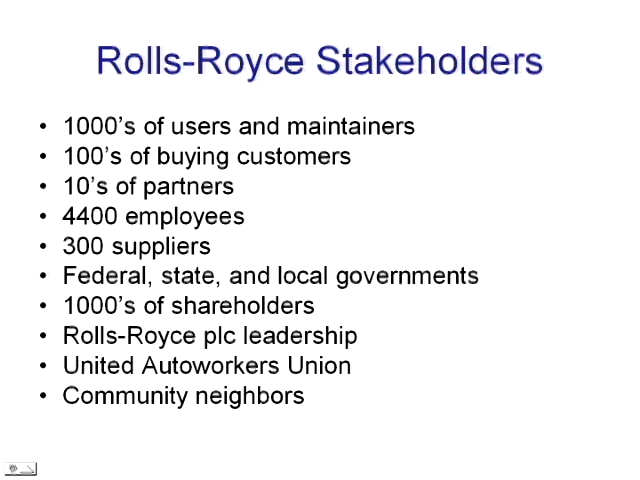 Rolls-Royce Stakeholders
• 1000's of users and maintainers
• 100's of buying customers
• 10's of partners
• 4400 employees
• 300 suppliers
• Federal, state, and local governments
• 1000's of shareholders
• Rolls-Royce plc leadership
• United Autoworkers Union
• Community neighbors